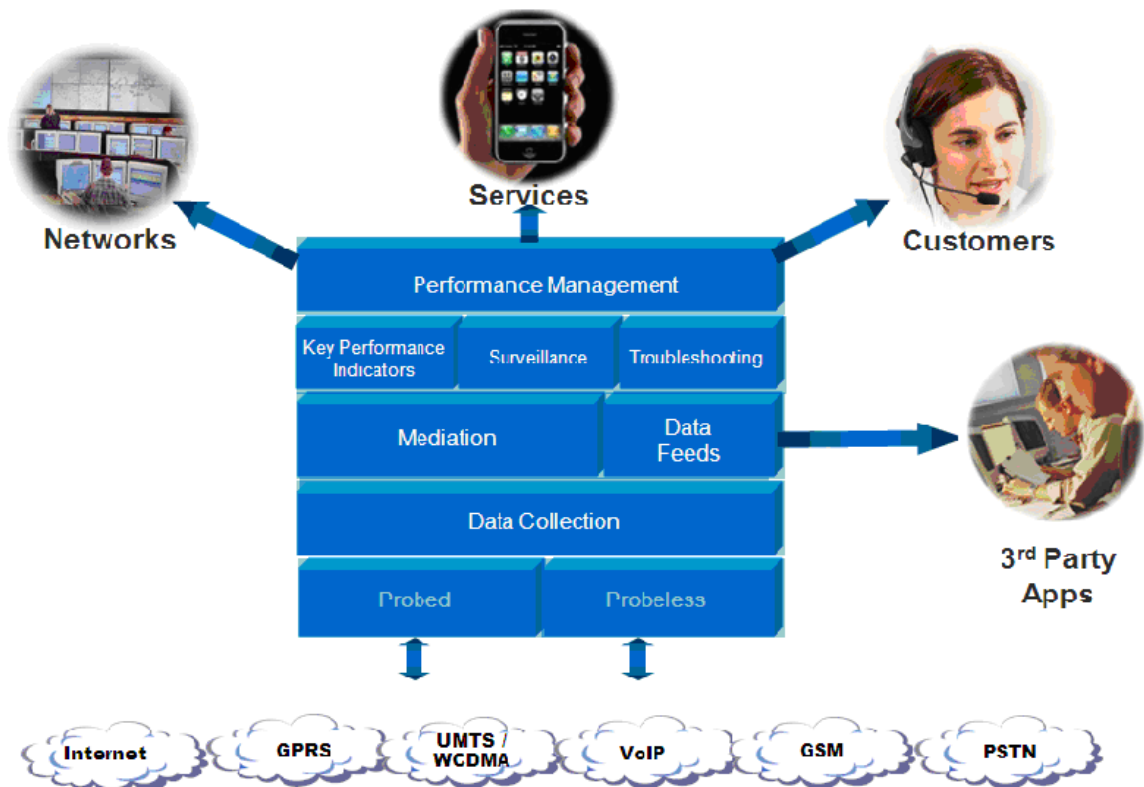 Services
Networks
Customers
Performance Management
Key Performance
Indicators
Surveillance
Troubleshooting
Mediation
Data
Feeds
Data Collection
3rd Party
Apps
Probed
Probeless
Internet
GPRS
UMTS /
WCDMA
VoIP
GSM
PSTN